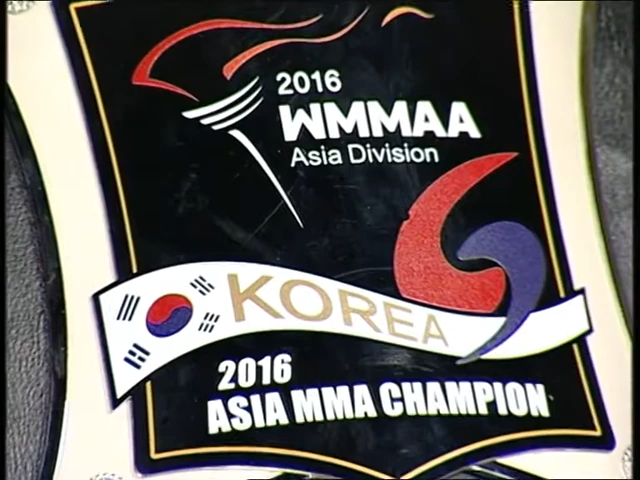 2016
WMMAA
Asia Division
KOREA
2016
ASIA MMA CHAMPION